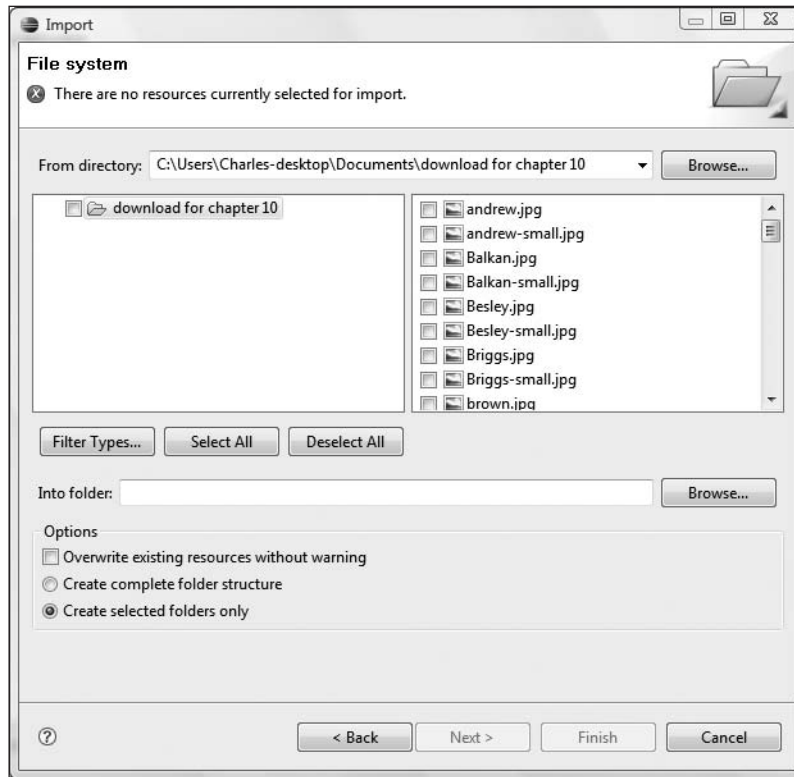 Import
File system
There are no resources currently selected for import.
From directory: C:\Users\Charles-desktop\Documents\download for chapter 10 Browse...
download for chapter 10
andrew.jpg
andrew-small.jpg
Balkan.jpg
Balkan-small.jpg
Besley.jpg
Besley-small.jpg
Briggs.jpg
Briggs-small.jpg
brown.jpg
Filter Types... Select All Deselect All
Into folder: Browse...
Options
Overwrite existing resources without warning
Create complete folder structure
Create selected folders only
? < Back Next > Finish Cancel